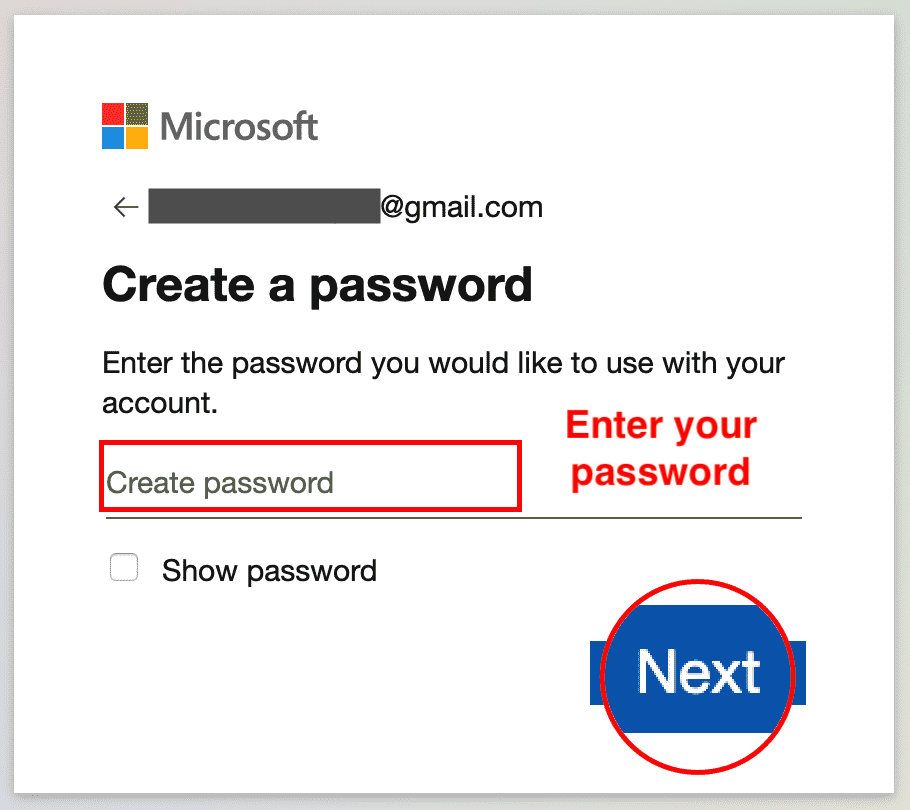 Microsoft
@gmail.com
Create a password
Enter the password you would like to use with your
account.
Enter your
password
Create password
Show password
Next